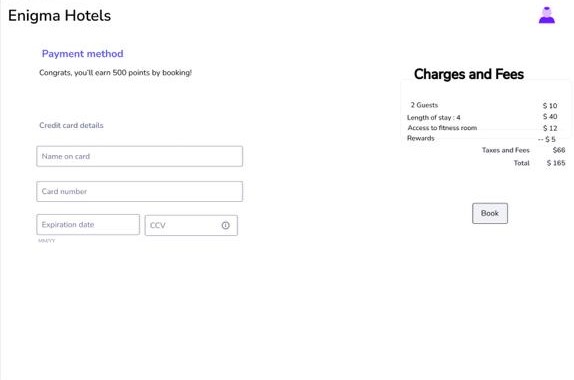 Enigma Hotels
Payment method
Congrats, you'll earn 500 points by booking!
Credit card details
Name on card
Card number
Expiration date
CCV
MM/YY
Charges and Fees
2 Guests $ 10
Length of stay : 4 $ 40
Access to fitness room $ 12
Rewards -- $ 5
Taxes and Fees $66
Total $ 165
Book